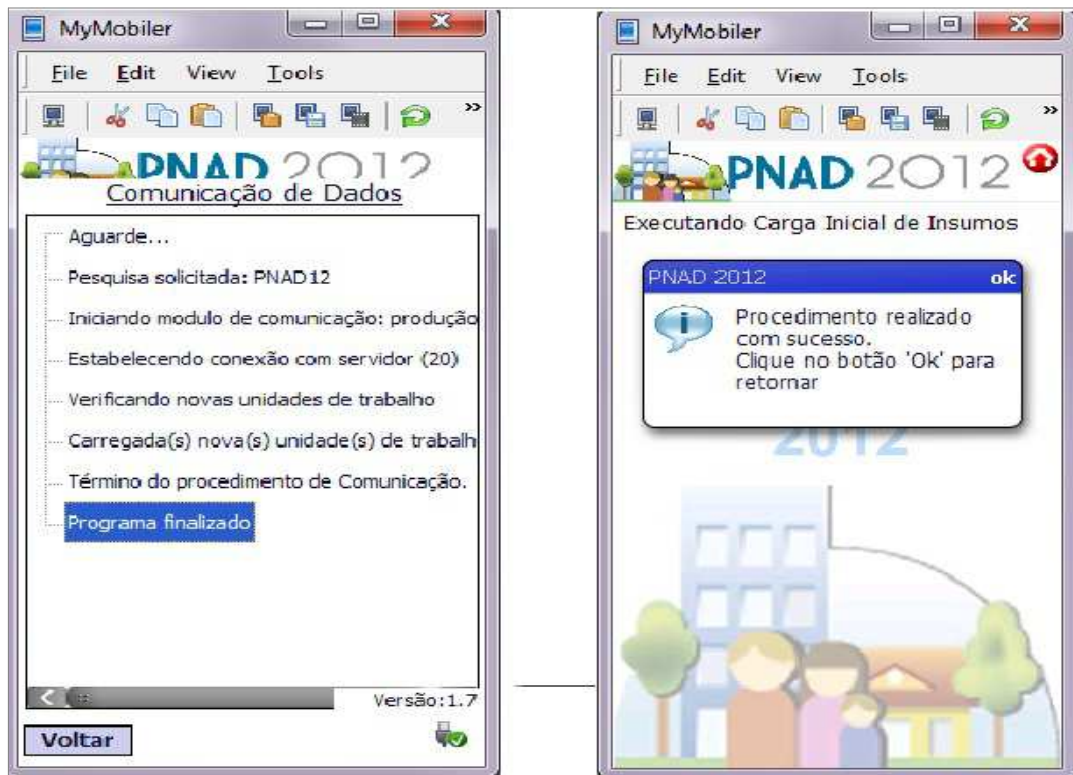 MyMobiler
File Edit View Tools
PNAD 2012
Comunicação de Dados
Aguarde...
Pesquisa solicitada: PNAD12
Iniciando modulo de comunicação: produção
Estabelecendo conexão com servidor (20)
Verificando novas unidades de trabalho
Carregada(s) nova(s) unidade(s) de trabalh
Término do procedimento de Comunicação.
Programa finalizado
Versão:1.7
Voltar
MyMobiler
File Edit View Tools
PNAD 2012
Executando Carga Inicial de Insumos
PNAD 2012 ok
Procedimento realizado
com sucesso.
Clique no botão 'Ok' para
retornar
2012